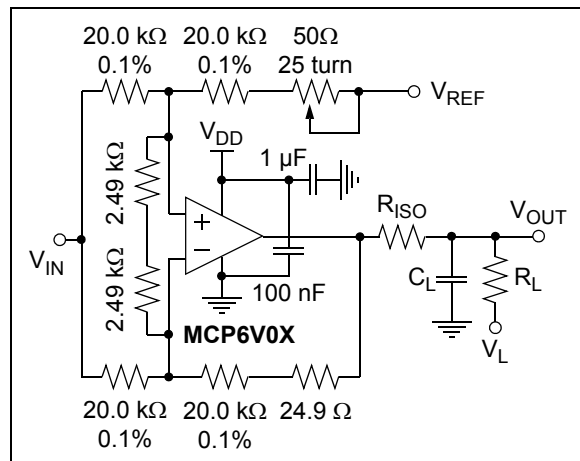 20.0 kΩ
0.1%
20.0 kΩ
0.1%
50Ω
25 turn
V_REF
V_DD
1 µF
2.49 kΩ
2.49 kΩ
+
−
R_ISO
V_OUT
V_IN
C_L
R_L
100 nF
MCP6V0X
V_L
20.0 kΩ
0.1%
20.0 kΩ
0.1%
24.9 Ω